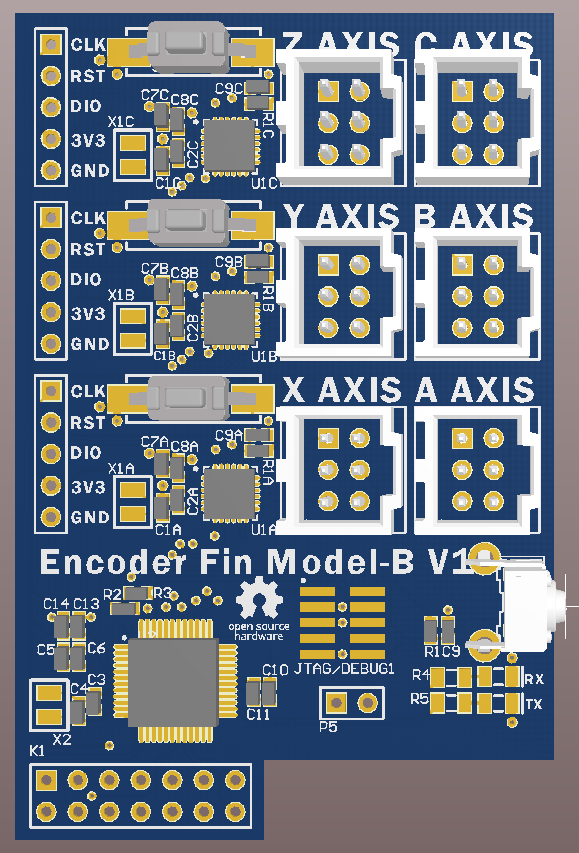 CLK
Z AXIS C AXIS
RST
C7C
C8C
C9C
DIO
X1C
R1C
3V3
C2C
GND
C1C
U1C
CLK
Y AXIS B AXIS
RST
C7B
C8B
C9B
DIO
X1B
R1B
3V3
C2B
GND
C1B
U1B
CLK
X AXIS A AXIS
RST
C7A
C8A
C9A
DIO
X1A
R1A
3V3
C2A
GND
C1A
U1A
Encoder Fin Model-B V1
R2
R3
C14 C13
open source
hardware
C5
C6
R1C9
JTAG/DEBUG1
R4
RX
C3
C4
C10
C11
R5
TX
P5
X2
K1